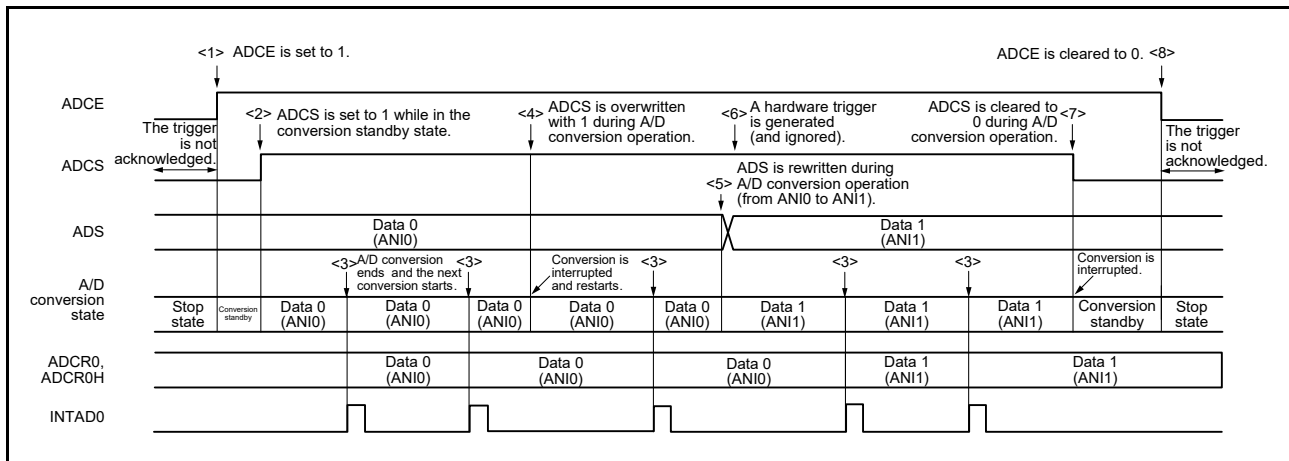 <1> ADCE is set to 1.
ADCE is cleared to 0. <8>
ADCE
<2> ADCS is set to 1 while in the
conversion standby state.
<4> ADCS is overwritten
with 1 during A/D
conversion operation.
<6> A hardware trigger
is generated
(and ignored).
ADCS is cleared to <7>
0 during A/D
conversion operation.
The trigger
is not
acknowledged.
The trigger
is not
acknowledged.
ADCS
<5> ADS is rewritten during
A/D conversion operation
(from ANI0 to ANI1).
ADS
Data 0
(ANI0)
Data 1
(ANI1)
<3> A/D conversion
ends and the next
conversion starts.
<3>
Conversion is
interrupted
and restarts.
<3>
<3>
<3>
Conversion is
interrupted.
A/D
conversion
state
Stop
state
Conversion
standby
Data 0
(ANI0)
Data 0
(ANI0)
Data 0
(ANI0)
Data 0
(ANI0)
Data 0
(ANI0)
Data 1
(ANI1)
Data 1
(ANI1)
Data 1
(ANI1)
Conversion
standby
Stop
state
ADCR0,
ADCR0H
Data 0
(ANI0)
Data 0
(ANI0)
Data 0
(ANI0)
Data 1
(ANI1)
Data 1
(ANI1)
INTAD0